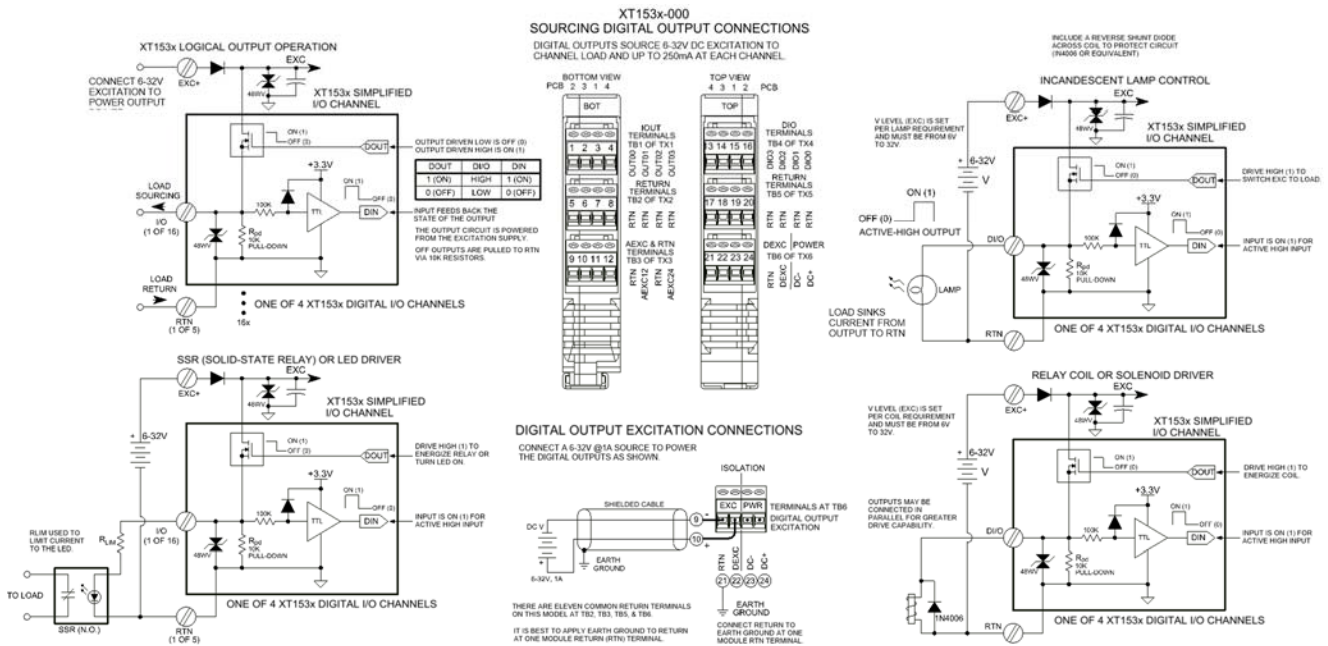 XT153x-000
SOURCING DIGITAL OUTPUT CONNECTIONS
DIGITAL OUTPUTS SOURCE 6-32V DC EXCITATION TO
CHANNEL LOAD AND UP TO 250mA AT EACH CHANNEL.
XT153x LOGICAL OUTPUT OPERATION
CONNECT 6-32V
EXCITATION TO
POWER OUTPUT
EXC+
EXC
48WV
XT153x SIMPLIFIED
I/O CHANNEL
ON (1)
OFF (0)
DOUT
OUTPUT DRIVEN LOW IS OFF (0)
OUTPUT DRIVEN HIGH IS ON (1)
DOUT DI/O DIN
1 (ON) HIGH 1 (ON)
0 (OFF) LOW 0 (OFF)
+3.3V
ON (1)
OFF (0)
LOAD
SOURCING
I/O
(1 OF 16)
100K
TTL
DIN
INPUT FEEDS BACK THE
STATE OF THE OUTPUT
48WV
Rpd
10K
PULL-DOWN
THE OUTPUT CIRCUIT IS POWERED
FROM THE EXCITATION SUPPLY.
OFF OUTPUTS ARE PULLED TO RTN
VIA 10K RESISTORS.
LOAD
RETURN
RTN
(1 OF 5)
16x
ONE OF 4 XT153x DIGITAL I/O CHANNELS
BOTTOM VIEW
PCB 2 3 1 4
BOT
IOUT
TERMINALS
TB1 OF TX1
1 2 3 4
OUT00
OUT01
OUT02
OUT03
RETURN
TERMINALS
TB2 OF TX2
5 6 7 8
RTN
RTN
RTN
RTN
AEXC & RTN
TERMINALS
TB3 OF TX3
9 10 11 12
RTN
AEXC12
RTN
AEXC24
TOP VIEW
4 3 1 2 PCB
TOP
DIO
TERMINALS
TB4 OF TX4
13 14 15 16
DIO3
DIO2
DIO1
DIO0
RETURN
TERMINALS
TB5 OF TX5
17 18 19 20
RTN
RTN
RTN
RTN
DEXC POWER
TB6 OF TX6
21 22 23 24
RTN
DEXC
DC-
DC+
INCLUDE A REVERSE SHUNT DIODE
ACROSS COIL TO PROTECT CIRCUIT
(IN4006 OR EQUIVALENT)
INCANDESCENT LAMP CONTROL
EXC
EXC+
48WV
V LEVEL (EXC) IS SET
PER LAMP REQUIREMENT
AND MUST BE FROM 6V
TO 32V.
XT153x SIMPLIFIED
I/O CHANNEL
+
6-32V
V
ON (1)
OFF (0)
DOUT
DRIVE HIGH (1) TO
SWITCH EXC TO LOAD.
ON (1)
OFF (0)
ACTIVE-HIGH OUTPUT
+3.3V
ON (1)
OFF (0)
DI/O
100K
TTL
DIN
INPUT IS ON (1) FOR
ACTIVE HIGH INPUT
48WV
Rpd
10K
PULL-DOWN
LAMP
LOAD SINKS
CURRENT FROM
OUTPUT TO RTN
RTN
ONE OF 4 XT153x DIGITAL I/O CHANNELS
SSR (SOLID-STATE RELAY) OR LED DRIVER
EXC
EXC+
48WV
XT153x SIMPLIFIED
I/O CHANNEL
+
6-32V
ON (1)
OFF (0)
DOUT
DRIVE HIGH (1) TO
ENERGIZE RELAY OR
TURN LED ON.
+3.3V
ON (1)
OFF (0)
I/O
(1 OF 16)
100K
TTL
DIN
INPUT IS ON (1) FOR
ACTIVE HIGH INPUT
RLIM USED TO
LIMIT CURRENT
TO THE LED.
RLIM
48WV
Rpd
10K
PULL-DOWN
TO LOAD
SSR (N.O.)
RTN
(1 OF 5)
ONE OF 4 XT153x DIGITAL I/O CHANNELS
DIGITAL OUTPUT EXCITATION CONNECTIONS
CONNECT A 6-32V @1A SOURCE TO POWER
THE DIGITAL OUTPUTS AS SHOWN.
ISOLATION
SHIELDED CABLE
EXC PWR
TERMINALS AT TB6
DIGITAL OUTPUT
EXCITATION
DC V
9 -
10 +
+
6-32V, 1A
EARTH
GROUND
RTN
DEXC
DC-
DC+
21 22 23 24
EARTH
GROUND
CONNECT RETURN TO
EARTH GROUND AT ONE
MODULE RTN TERMINAL.
THERE ARE ELEVEN COMMON RETURN TERMINALS
ON THIS MODEL AT TB2, TB3, TB5, & TB6.
IT IS BEST TO APPLY EARTH GROUND TO RETURN
AT ONE MODULE RETURN (RTN) TERMINAL.
RELAY COIL OR SOLENOID DRIVER
EXC
EXC+
48WV
V LEVEL (EXC) IS SET
PER COIL REQUIREMENT
AND MUST BE FROM 6V
TO 32V.
XT153x SIMPLIFIED
I/O CHANNEL
+
6-32V
V
ON (1)
OFF (0)
DOUT
DRIVE HIGH (1) TO
ENERGIZE COIL.
OUTPUTS MAY BE
CONNECTED IN
PARALLEL FOR GREATER
DRIVE CAPABILITY.
+3.3V
ON (1)
OFF (0)
DI/O
100K
TTL
DIN
INPUT IS ON (1) FOR
ACTIVE HIGH INPUT
48WV
Rpd
10K
PULL-DOWN
1N4006
RTN
ONE OF 4 XT153x DIGITAL I/O CHANNELS